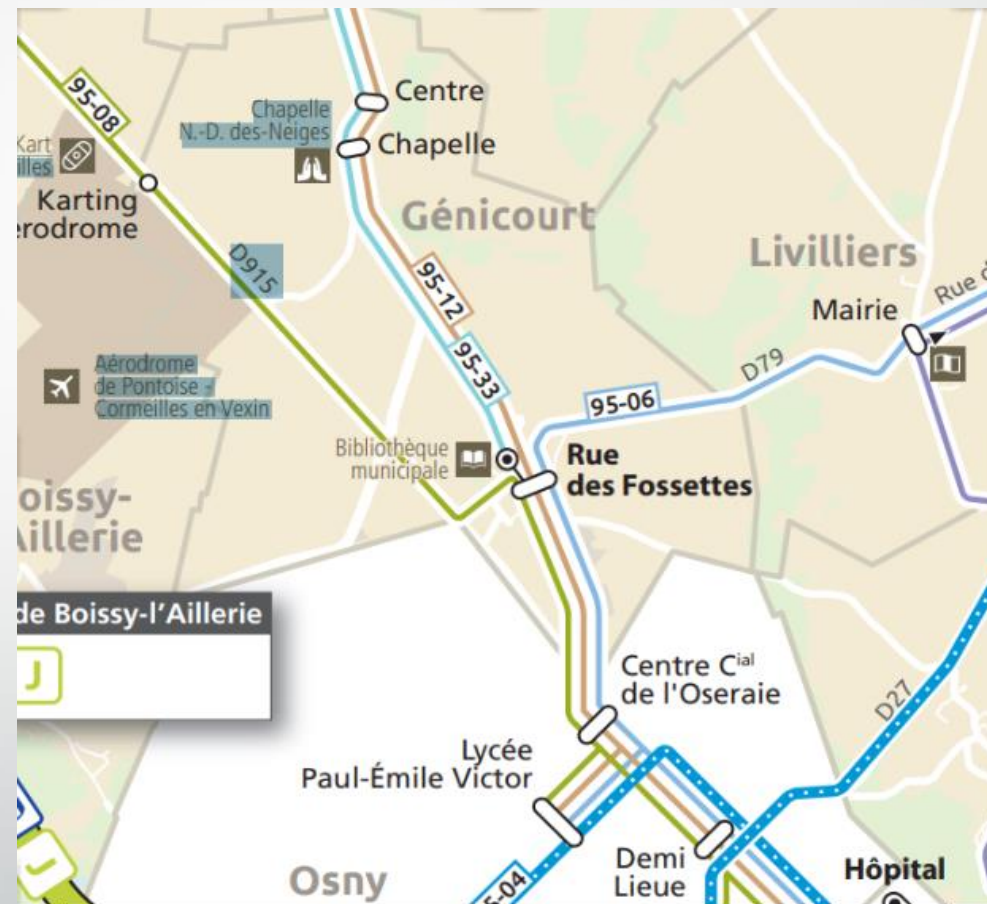 95-08
Centre
Chapelle
N.-D. des-Neiges
Chapelle
Kart
illes
Karting
erodrome
Génicourt
Livilliers
D915
95-12
Rue d
Mairie
95-33
D79
Aérodrome
de Pontoise -
Cormeilles en Vexin
95-06
Bibliothèque
municipale
Rue
des Fossettes
oissy-
Aillerie
de Boissy-l'Aillerie
J
Centre Cial
de l'Oseraie
D27
Lycée
Paul-Émile Victor
J
Demi
Lieue
Hôpital
Osny
5-04